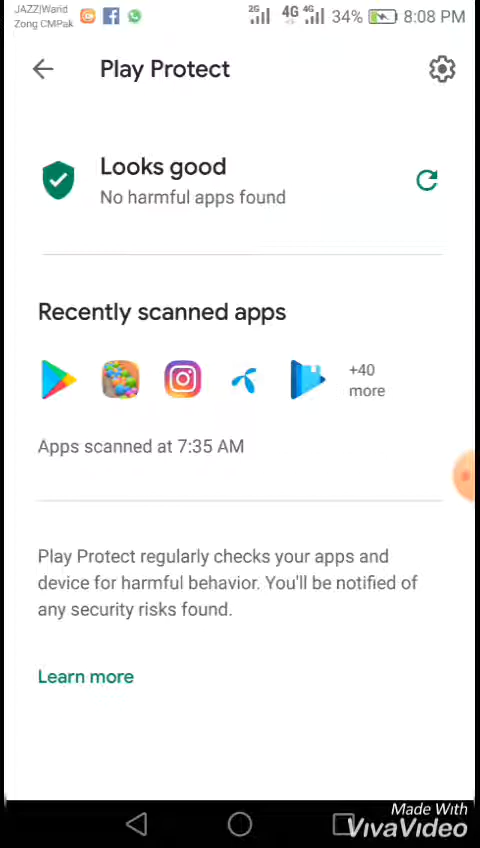 JAZZ|Warid
Zong CMPak
2G 4G 4G 34% 8:08 PM
Play Protect
Looks good
No harmful apps found
Recently scanned apps
+40
more
Apps scanned at 7:35 AM
Play Protect regularly checks your apps and
device for harmful behavior. You'll be notified of
any security risks found.
Learn more
Made With
VivaVideo